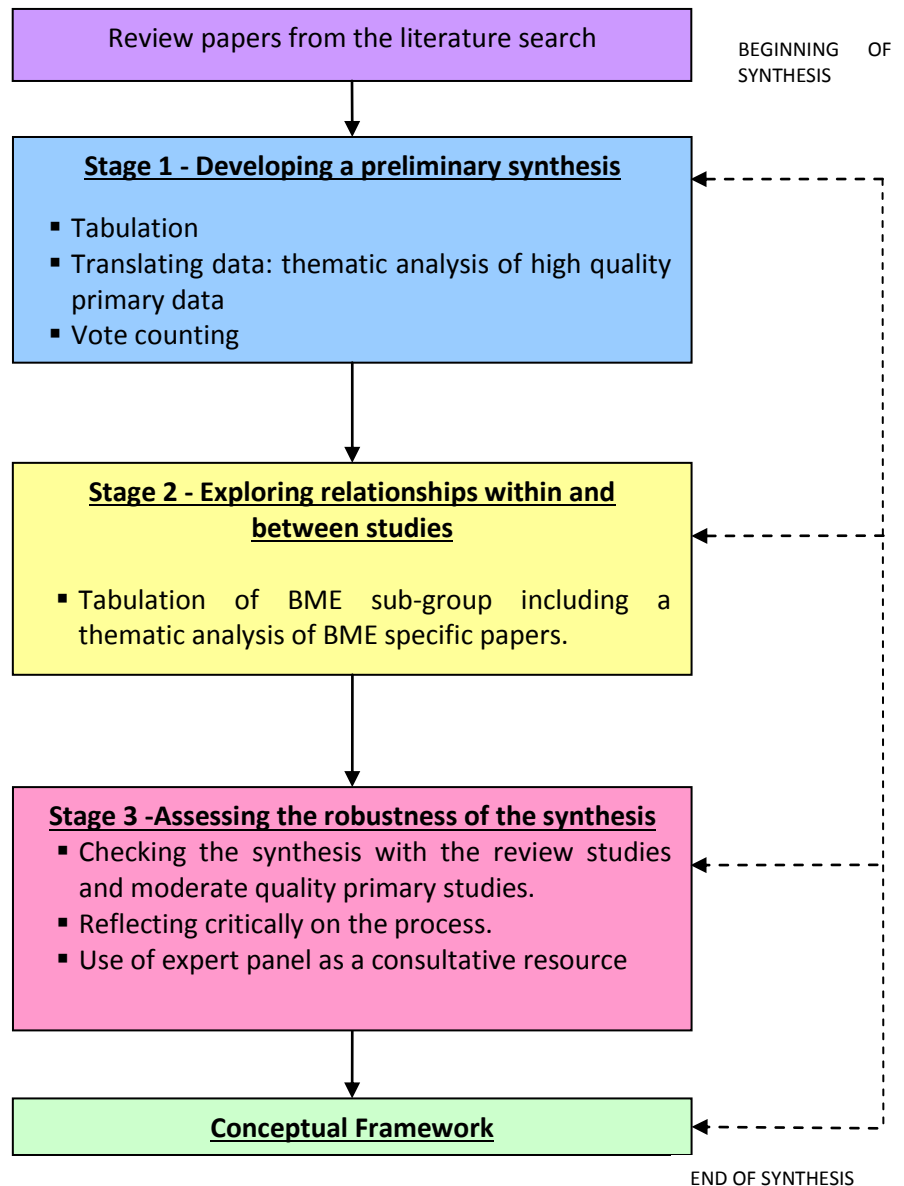 Review papers from the literature search
BEGINNING OF
SYNTHESIS
Stage 1 - Developing a preliminary synthesis
▪ Tabulation
▪ Translating data: thematic analysis of high quality
primary data
▪ Vote counting
Stage 2 - Exploring relationships within and
between studies
▪ Tabulation of BME sub-group including a
thematic analysis of BME specific papers.
Stage 3 -Assessing the robustness of the synthesis
▪ Checking the synthesis with the review studies
and moderate quality primary studies.
▪ Reflecting critically on the process.
▪ Use of expert panel as a consultative resource
Conceptual Framework
END OF SYNTHESIS